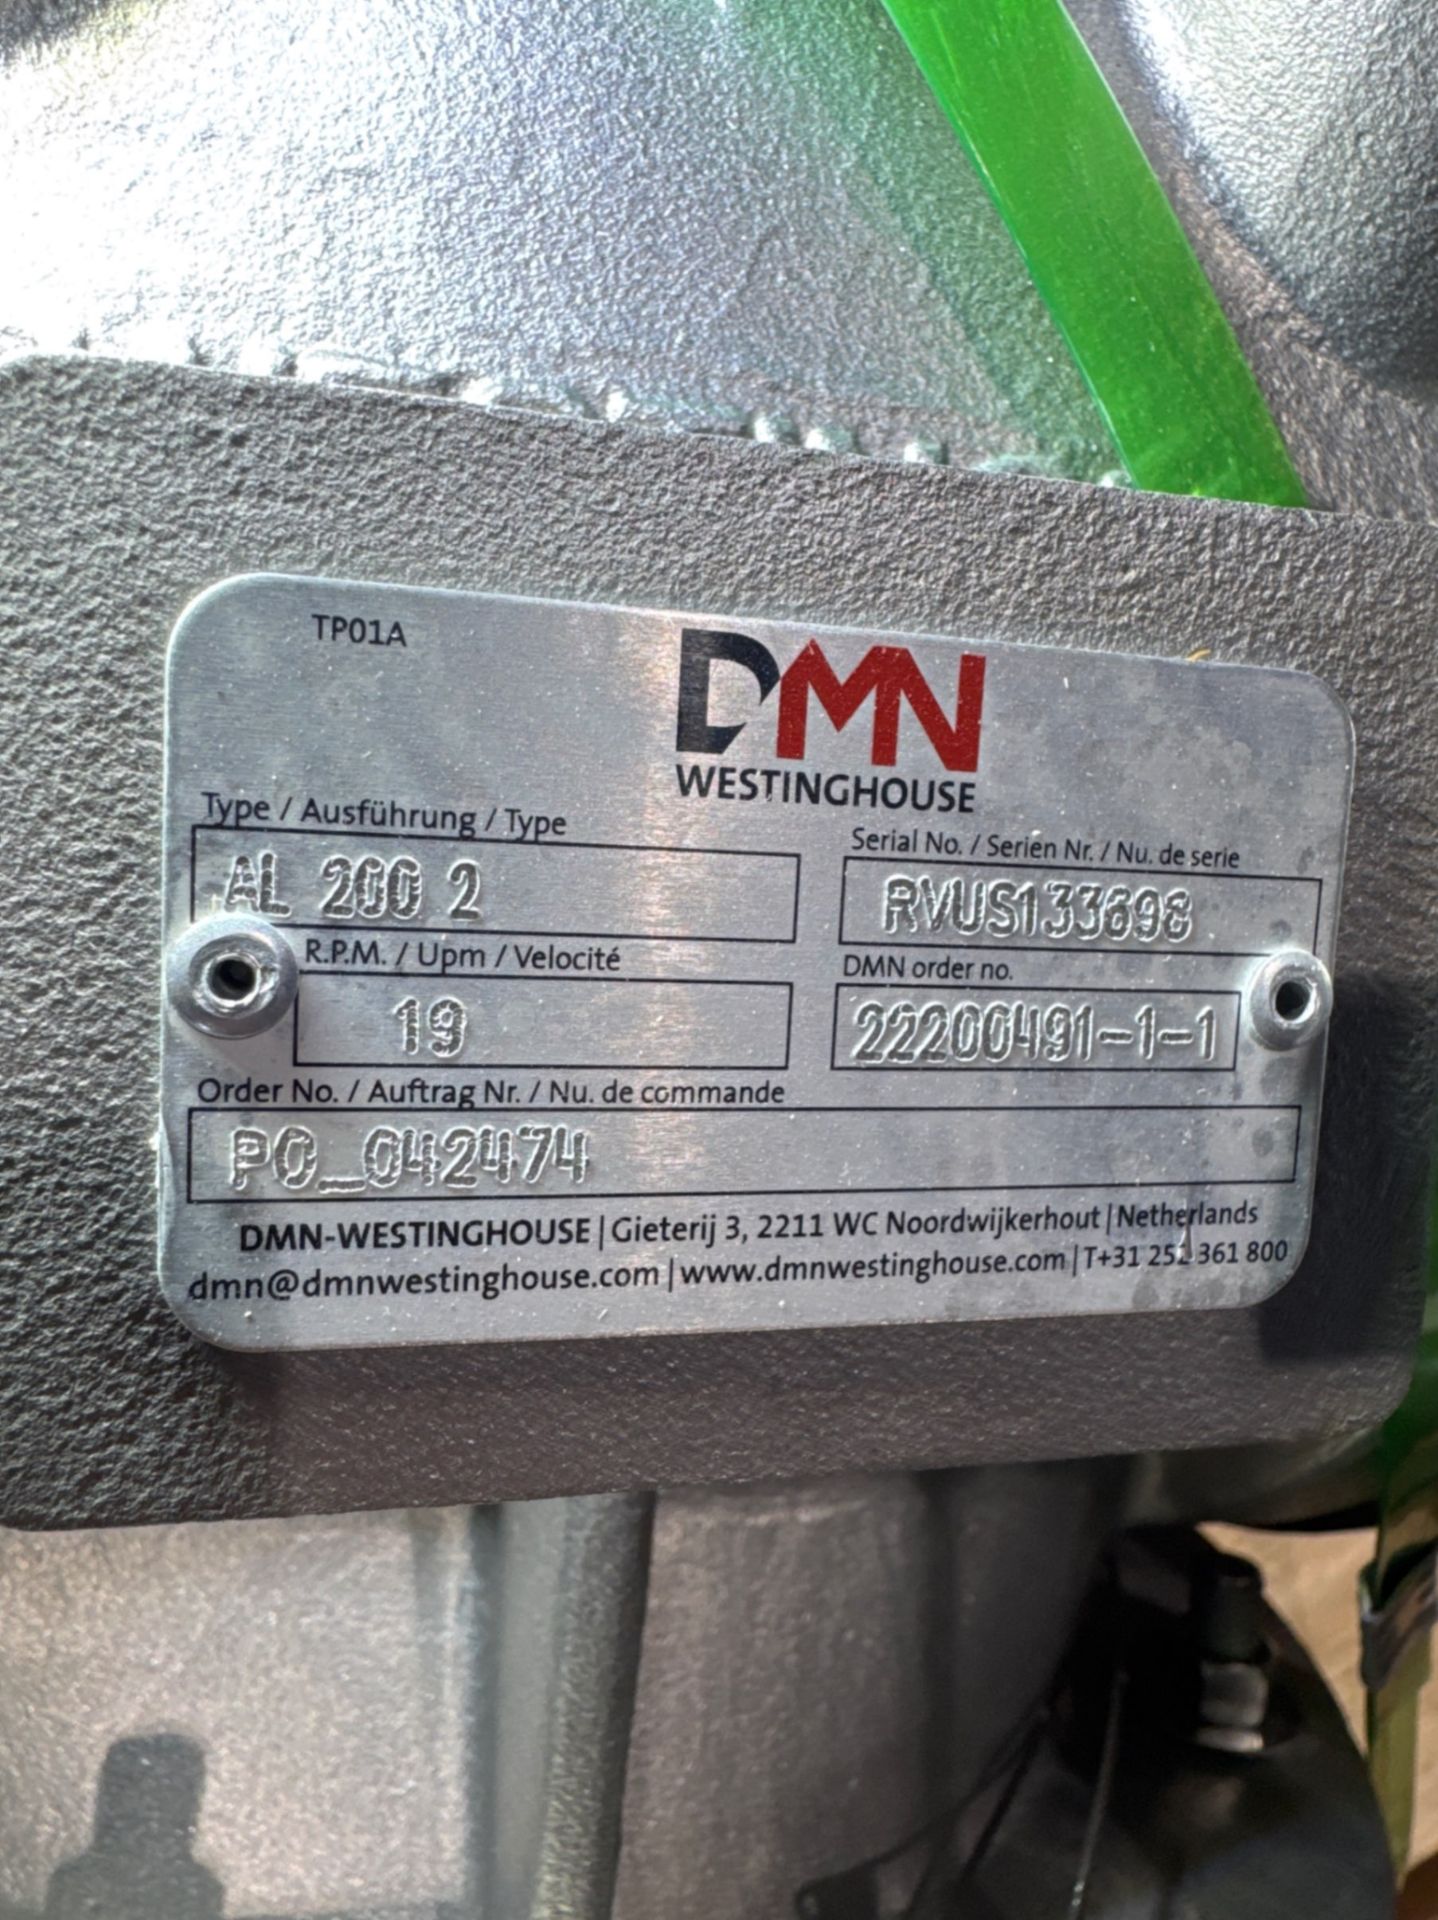 TP01A
DMN
WESTINGHOUSE
Type / Ausführung / Type
AL 200 2
Serial No. / Serien Nr. / Nu. de serie
R.P.M. / Upm / Velocité
19
DMN order no.
22200491-1-1
Order No. / Auftrag Nr. / Nu. de commande
PO_042474
DMN-WESTINGHOUSE | Gieterij 3, 2211 WC Noordwijkerhout | Netherlands
dmn@dmnwestinghouse.com | www.dmnwestinghouse.com | T+31 252 361 800